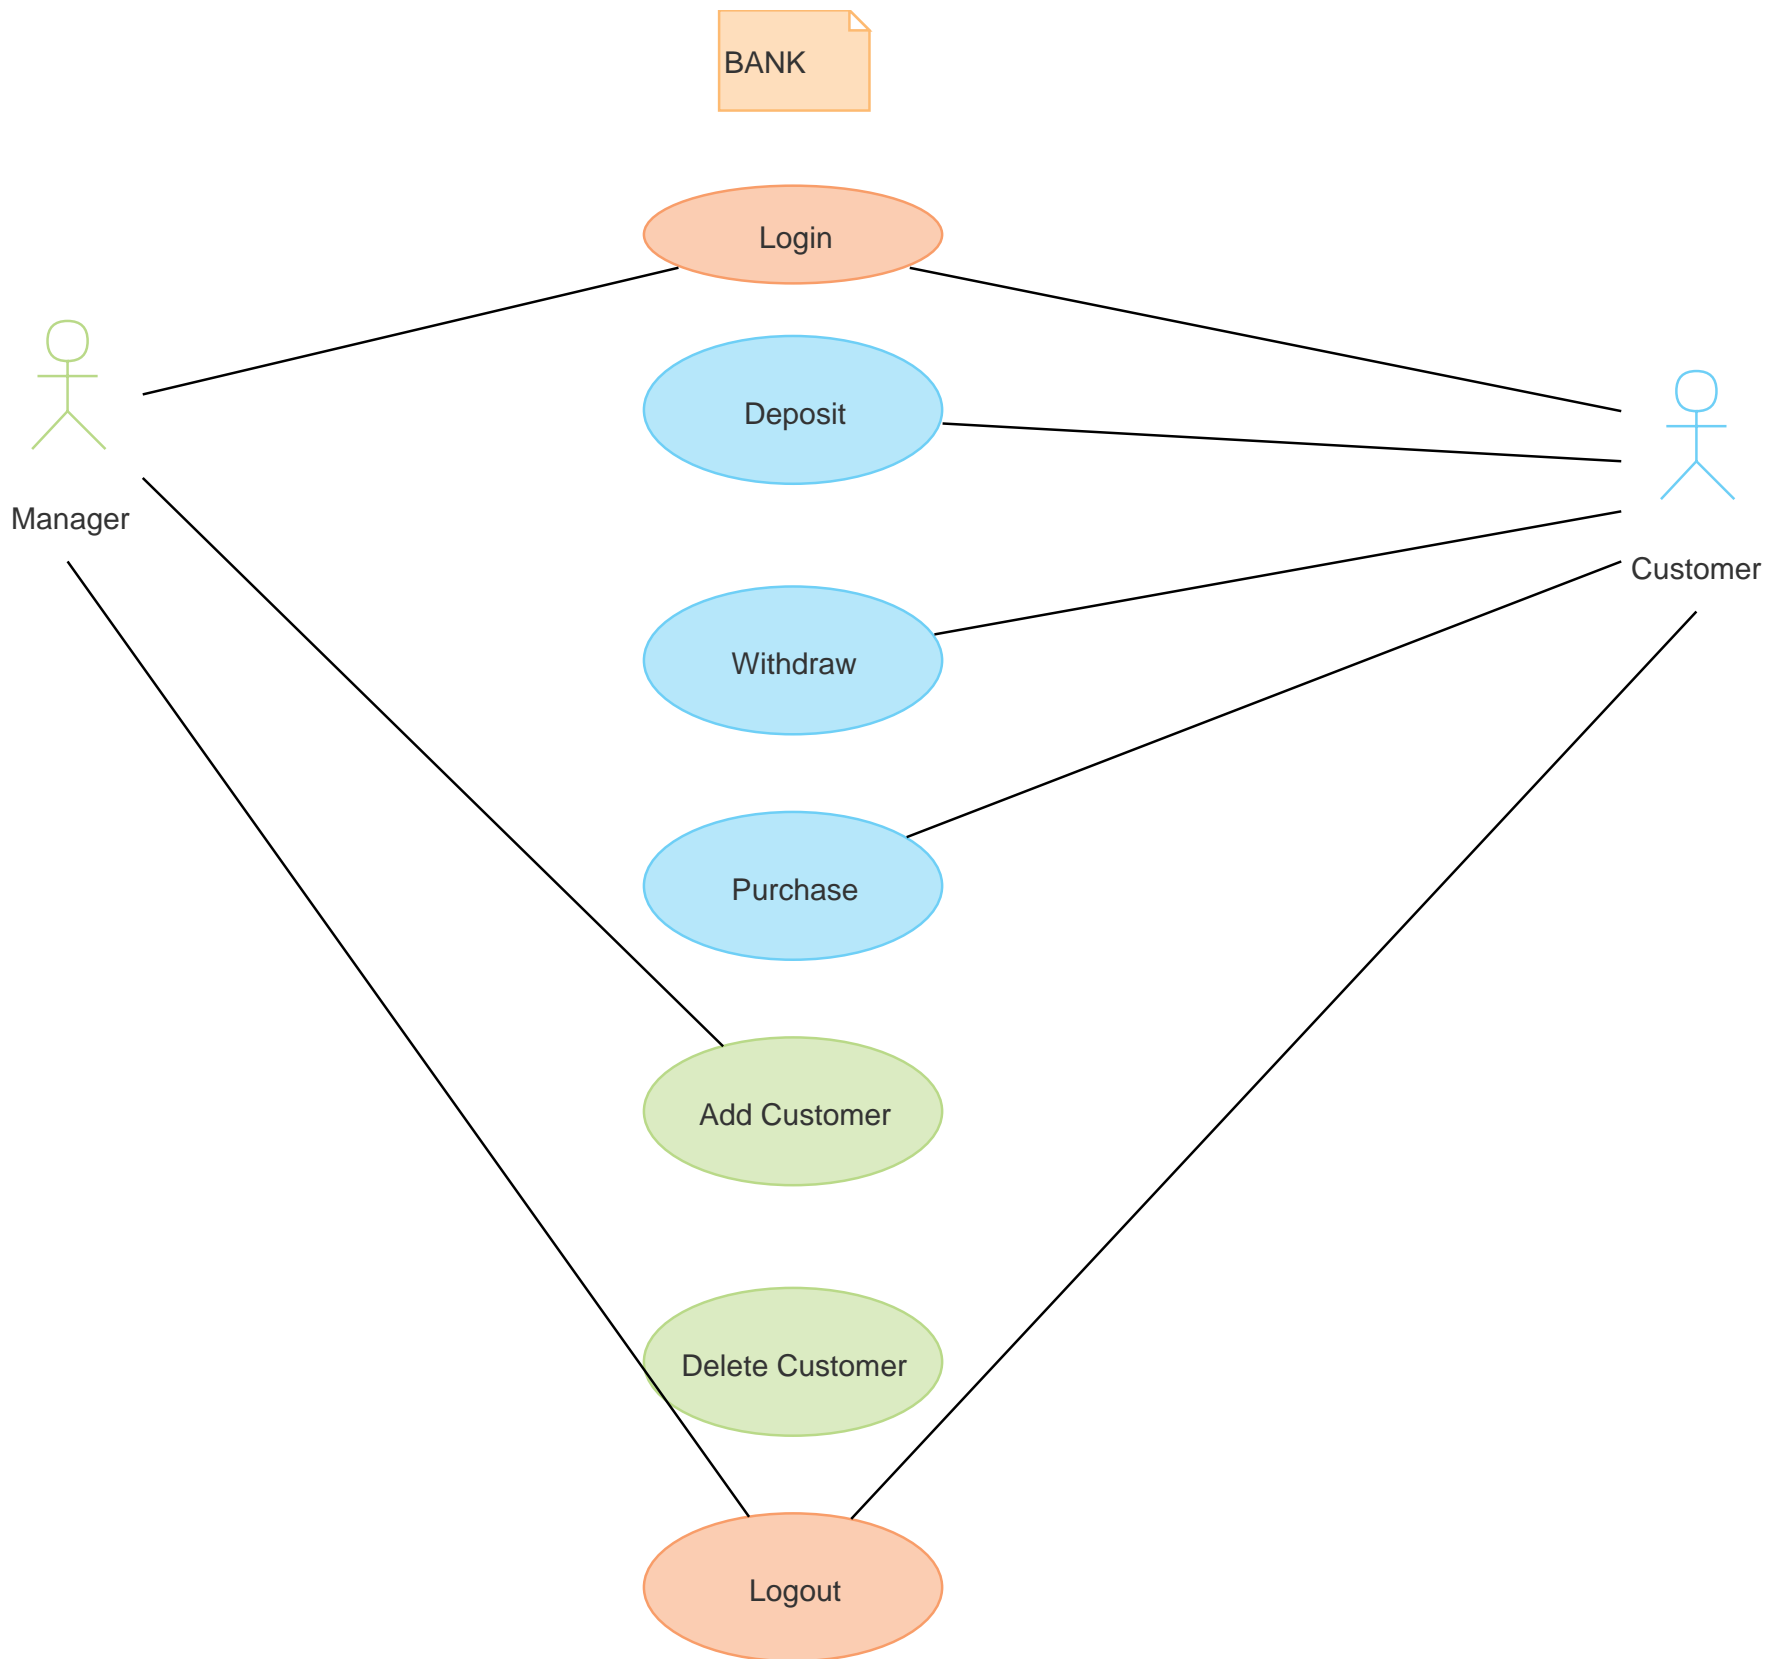 BANK
Login
Deposit
Manager
Customer
Withdraw
Purchase
Add Customer
Delete Customer
Logout